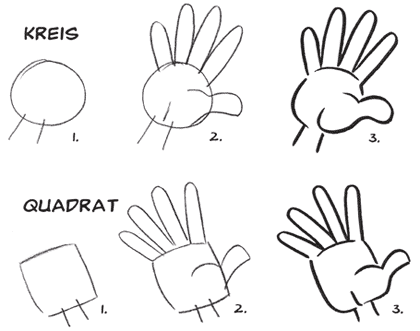 KREIS
1. 2. 3.
QUADRAT
1. 2. 3.